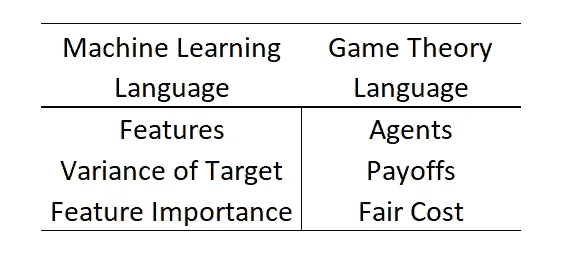 Machine Learning Language Game Theory Language
Features Agents
Variance of Target Payoffs
Feature Importance Fair Cost